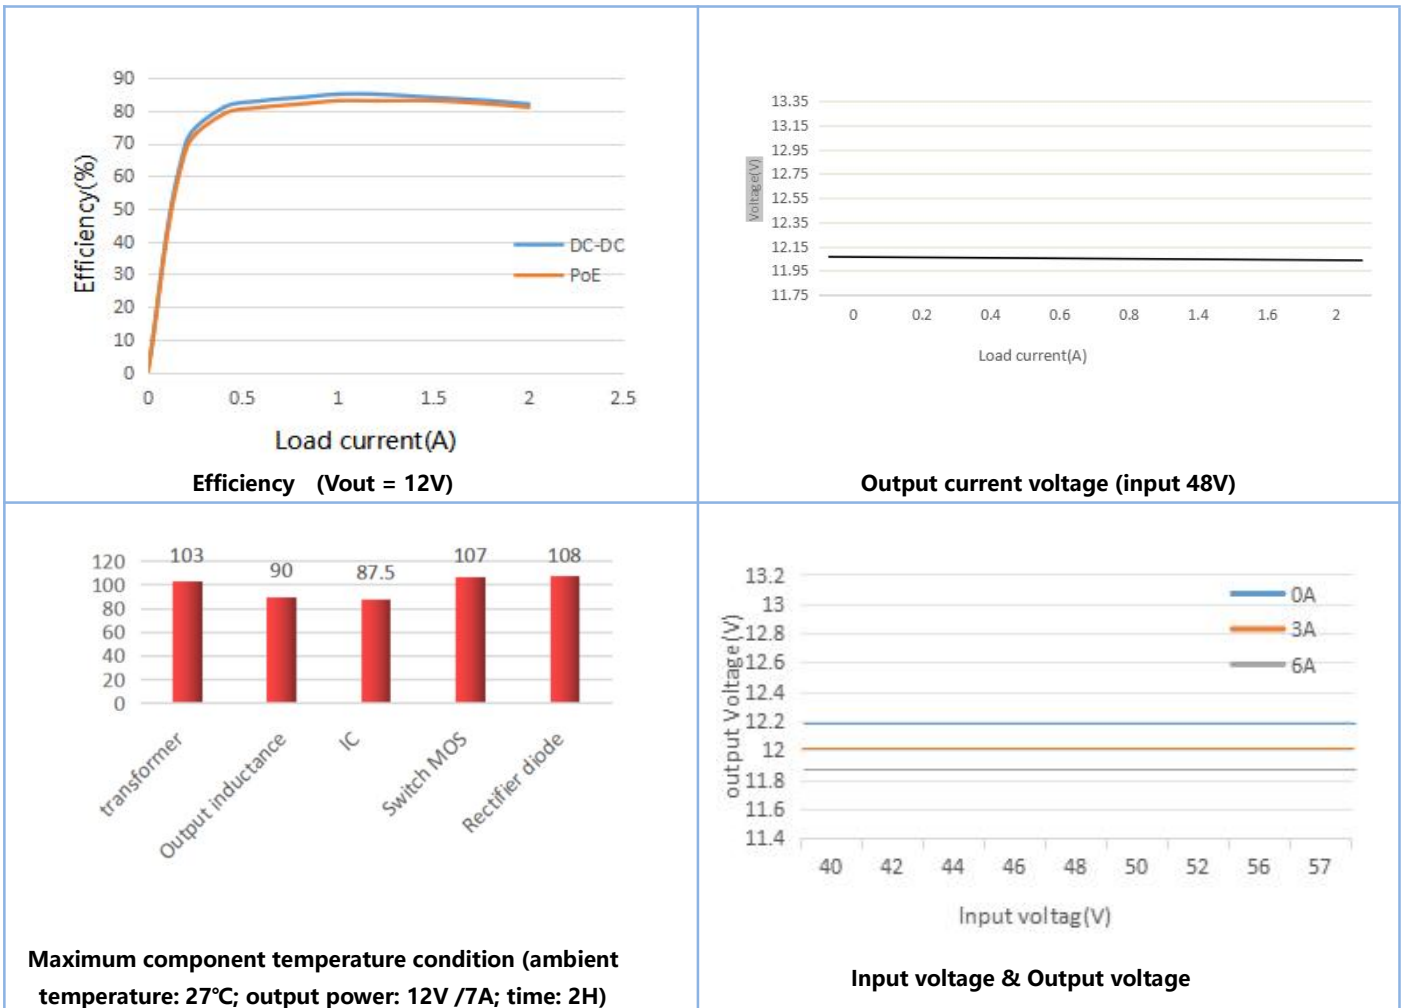 90
80
70
60
50
40
30
20
10
0
Efficiency(%)
DC-DC
PoE
0 0.5 1 1.5 2 2.5
Load current(A)
Efficiency (Vout = 12V)
13.35
13.15
12.95
12.75
12.55
12.35
12.15
11.95
11.75
Voltage(V)
0 0.2 0.4 0.6 0.8 1.4 1.6 2
Load current(A)
Output current voltage (input 48V)
120
100
80
60
40
20
0
103 90 87.5 107 108
transformer
Output inductance
IC
Switch MOS
Rectifier diode
Maximum component temperature condition (ambient
temperature: 27℃; output power: 12V /7A; time: 2H)
13.2
13
12.8
12.6
12.4
12.2
12
11.8
11.6
11.4
output Voltage(V)
0A
3A
6A
40 42 44 46 48 50 52 56 57
Input voltag(V)
Input voltage & Output voltage